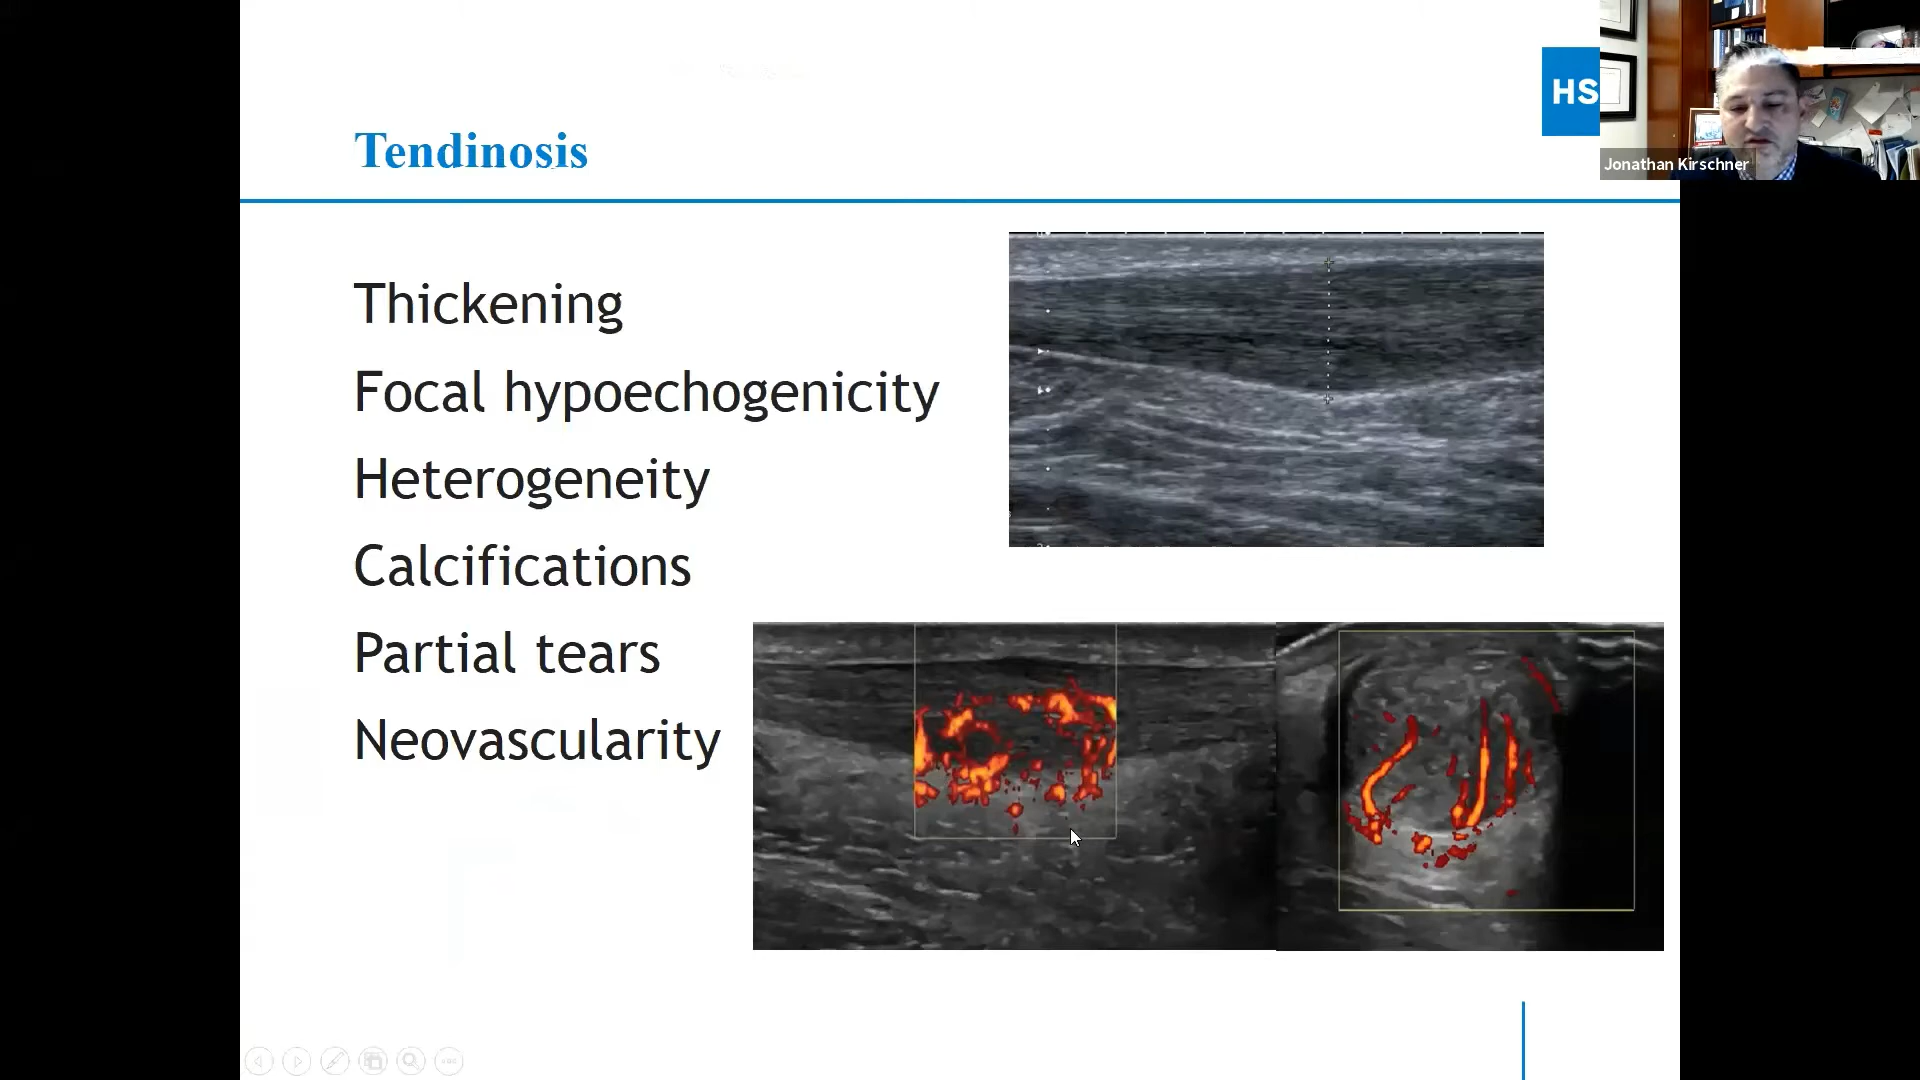 Tendinosis
HS
Jonathan Kirschner
Thickening
Focal hypoechogenicity
Heterogeneity
Calcifications
Partial tears
Neovascularity